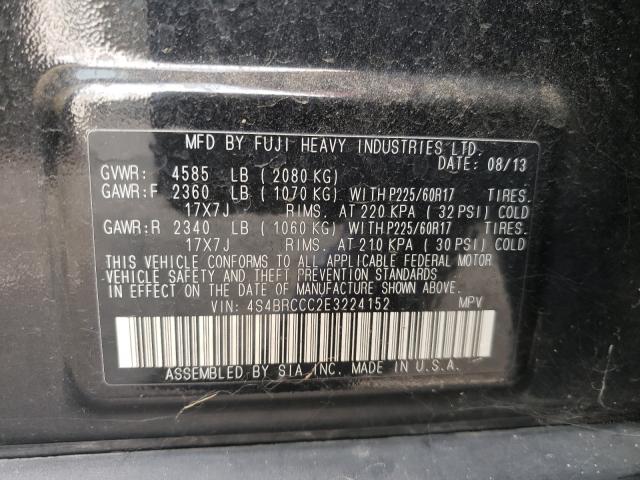 MFD BY FUJI HEAVY INDUSTRIES LTD.
DATE: 08/13
GVWR: 4585 LB (2080 KG)
GAWR:F 2360 LB (1070 KG) WITH P225/60R17 TIRES.
17X7J RIMS. AT 220 KPA (32 PSI) COLD
GAWR:R 2340 LB (1060 KG) WITH P225/60R17 TIRES.
17X7J RIMS. AT 210 KPA (30 PSI) COLD
THIS VEHICLE CONFORMS TO ALL APPLICABLE FEDERAL MOTOR
VEHICLE SAFETY AND THEFT PREVENTION STANDARDS
IN EFFECT ON THE DATE OF MANUFACTURE SHOWN ABOVE.
VIN: 4S4BRCCC2E3224152 MPV
ASSEMBLED BY SIA, INC. MADE IN U.S.A.